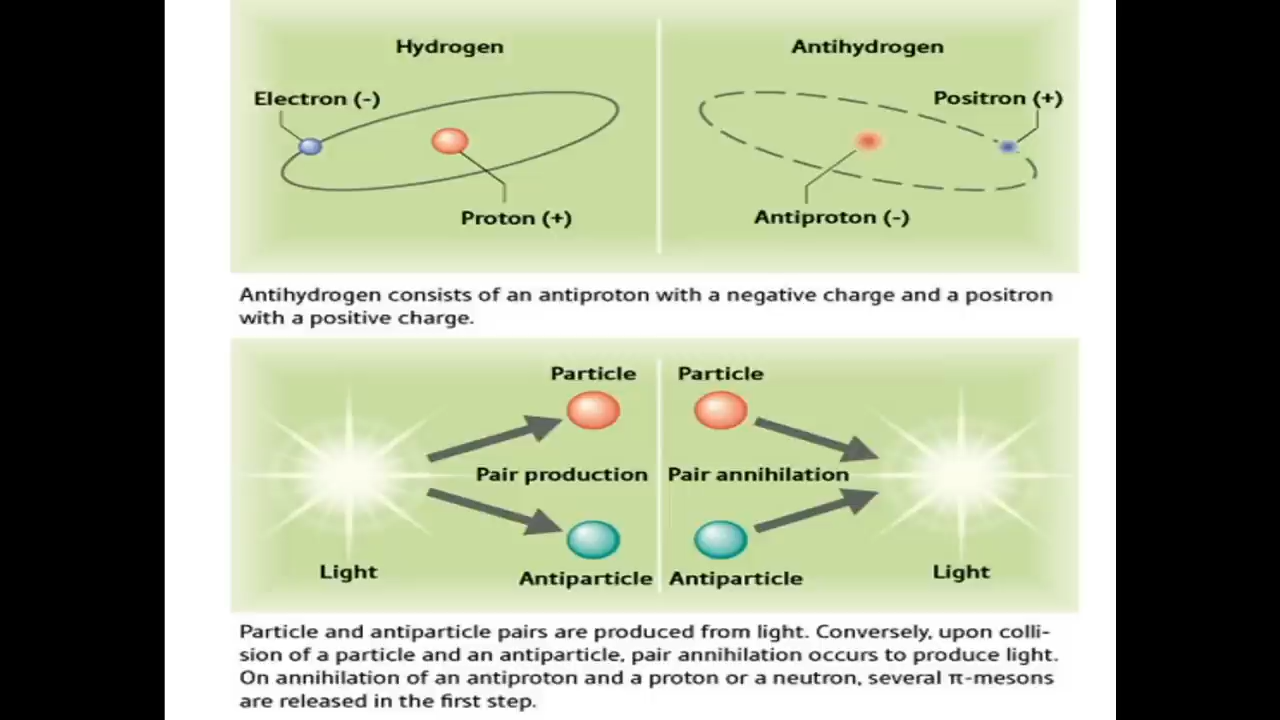 Hydrogen
Antihydrogen
Electron (-)
Positron (+)
Proton (+)
Antiproton (-)
Antihydrogen consists of an antiproton with a negative charge and a positron
with a positive charge.
Particle
Particle
Pair production
Pair annihilation
Light
Antiparticle
Antiparticle
Light
Particle and antiparticle pairs are produced from light. Conversely, upon colli-
sion of a particle and an antiparticle, pair annihilation occurs to produce light.
On annihilation of an antiproton and a proton or a neutron, several π-mesons
are released in the first step.